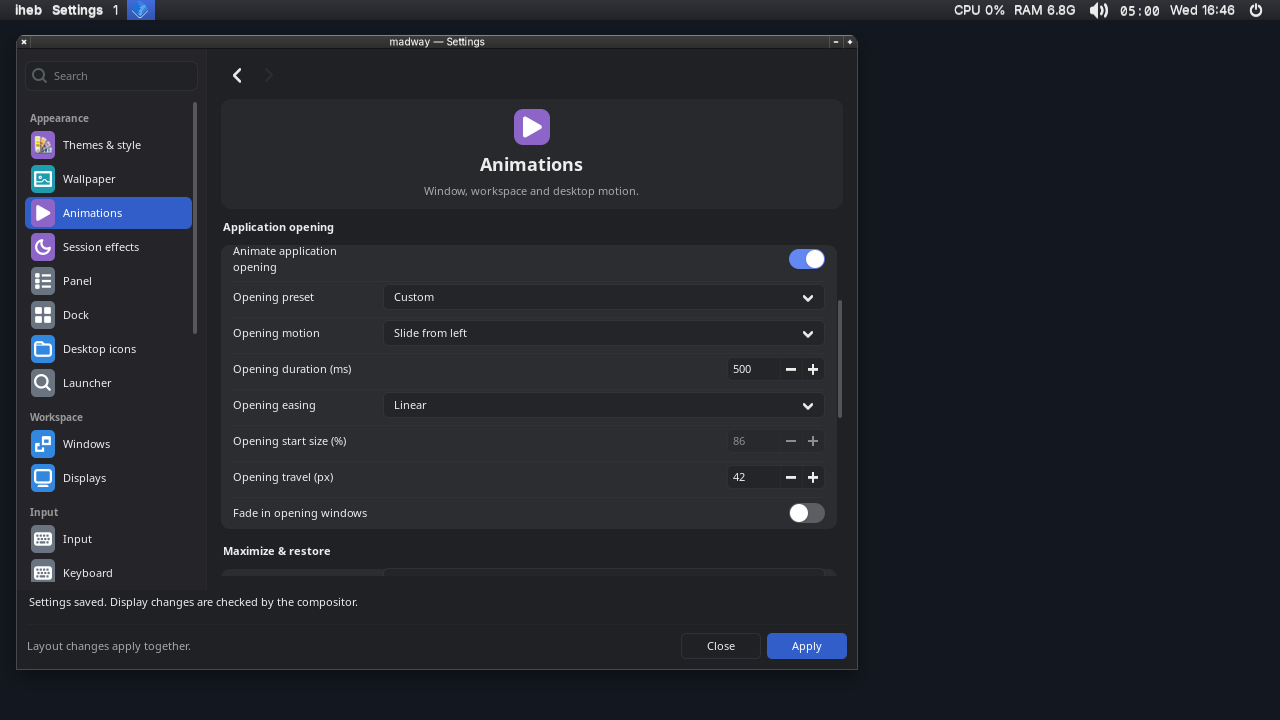 iheb Settings 1 CPU 0% RAM 6.8G 05:00 Wed 16:46
madway — Settings
Search
Appearance
Themes & style
Wallpaper
Animations
Session effects
Panel
Dock
Desktop icons
Launcher
Workspace
Windows
Displays
Input
Input
Keyboard
Animations
Window, workspace and desktop motion.
Application opening
Animate application
opening
Opening preset Custom
Opening motion Slide from left
Opening duration (ms) 500
Opening easing Linear
Opening start size (%) 86
Opening travel (px) 42
Fade in opening windows
Maximize & restore
Settings saved. Display changes are checked by the compositor.
Layout changes apply together.
Close Apply